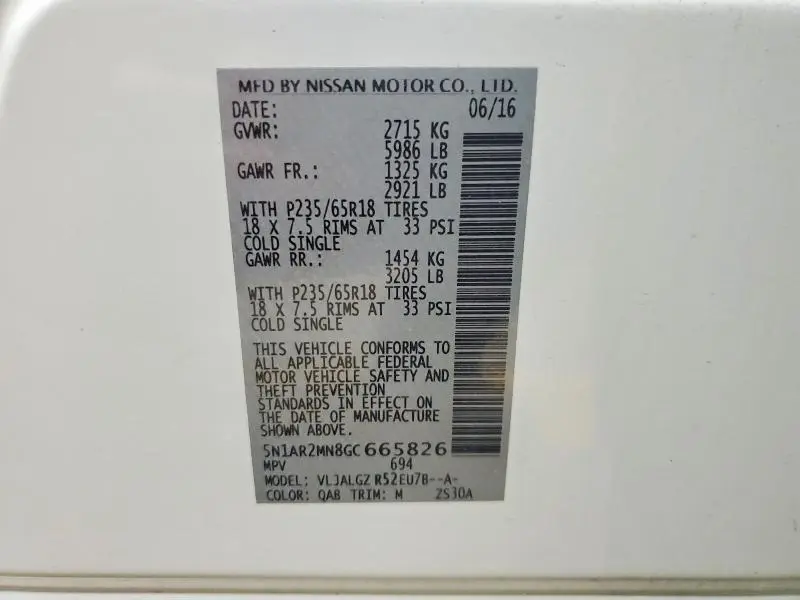 MFD BY NISSAN MOTOR CO., LTD.
DATE: 06/16
GVWR: 2715 KG
5986 LB
GAWR FR.: 1325 KG
2921 LB
WITH P235/65R18 TIRES
18 X 7.5 RIMS AT 33 PSI
COLD SINGLE
GAWR RR.: 1454 KG
3205 LB
WITH P235/65R18 TIRES
18 X 7.5 RIMS AT 33 PSI
COLD SINGLE
THIS VEHICLE CONFORMS TO
ALL APPLICABLE FEDERAL
MOTOR VEHICLE SAFETY AND
THEFT PREVENTION
STANDARDS IN EFFECT ON
THE DATE OF MANUFACTURE
SHOWN ABOVE.
5N1AR2MN8GC665826
MPV 694
MODEL: VLJALGZ R52EU7B--A-
COLOR: QAB TRIM: M 2S30A